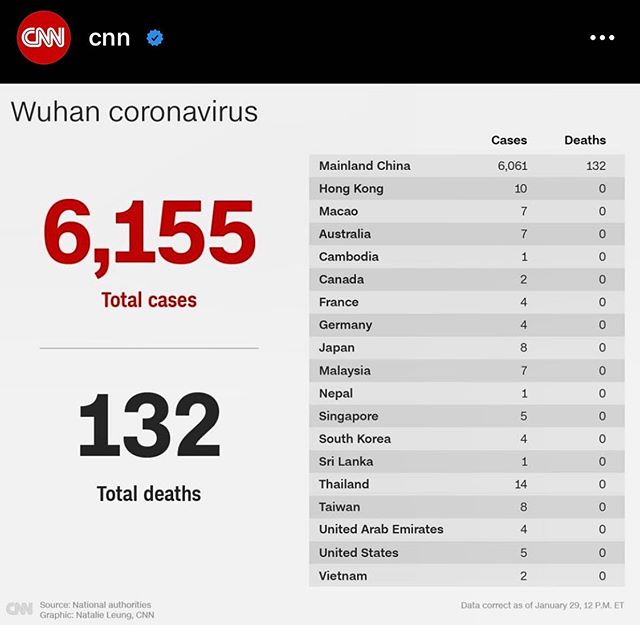 CNN cnn
Wuhan coronavirus
6,155
Total cases
132
Total deaths
Cases Deaths
Mainland China 6,061 132
Hong Kong 10 0
Macao 7 0
Australia 7 0
Cambodia 1 0
Canada 2 0
France 4 0
Germany 4 0
Japan 8 0
Malaysia 7 0
Nepal 1 0
Singapore 5 0
South Korea 4 0
Sri Lanka 1 0
Thailand 14 0
Taiwan 8 0
United Arab Emirates 4 0
United States 5 0
Vietnam 2 0
CNN Source: National authorities
Graphic: Natalie Leung, CNN
Data correct as of January 29, 12 P.M. ET